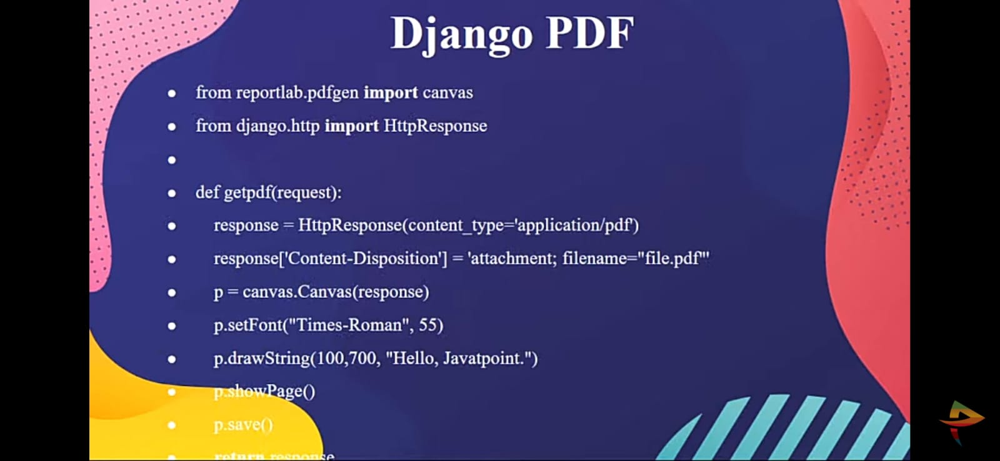 Django PDF
• from reportlab.pdfgen import canvas
• from django.http import HttpResponse
•
• def getpdf(request):
• response = HttpResponse(content_type='application/pdf')
• response['Content-Disposition'] = 'attachment; filename="file.pdf"'
• p = canvas.Canvas(response)
• p.setFont("Times-Roman", 55)
• p.drawString(100,700, "Hello, Javatpoint.")
• p.showPage()
• p.save()
• return response